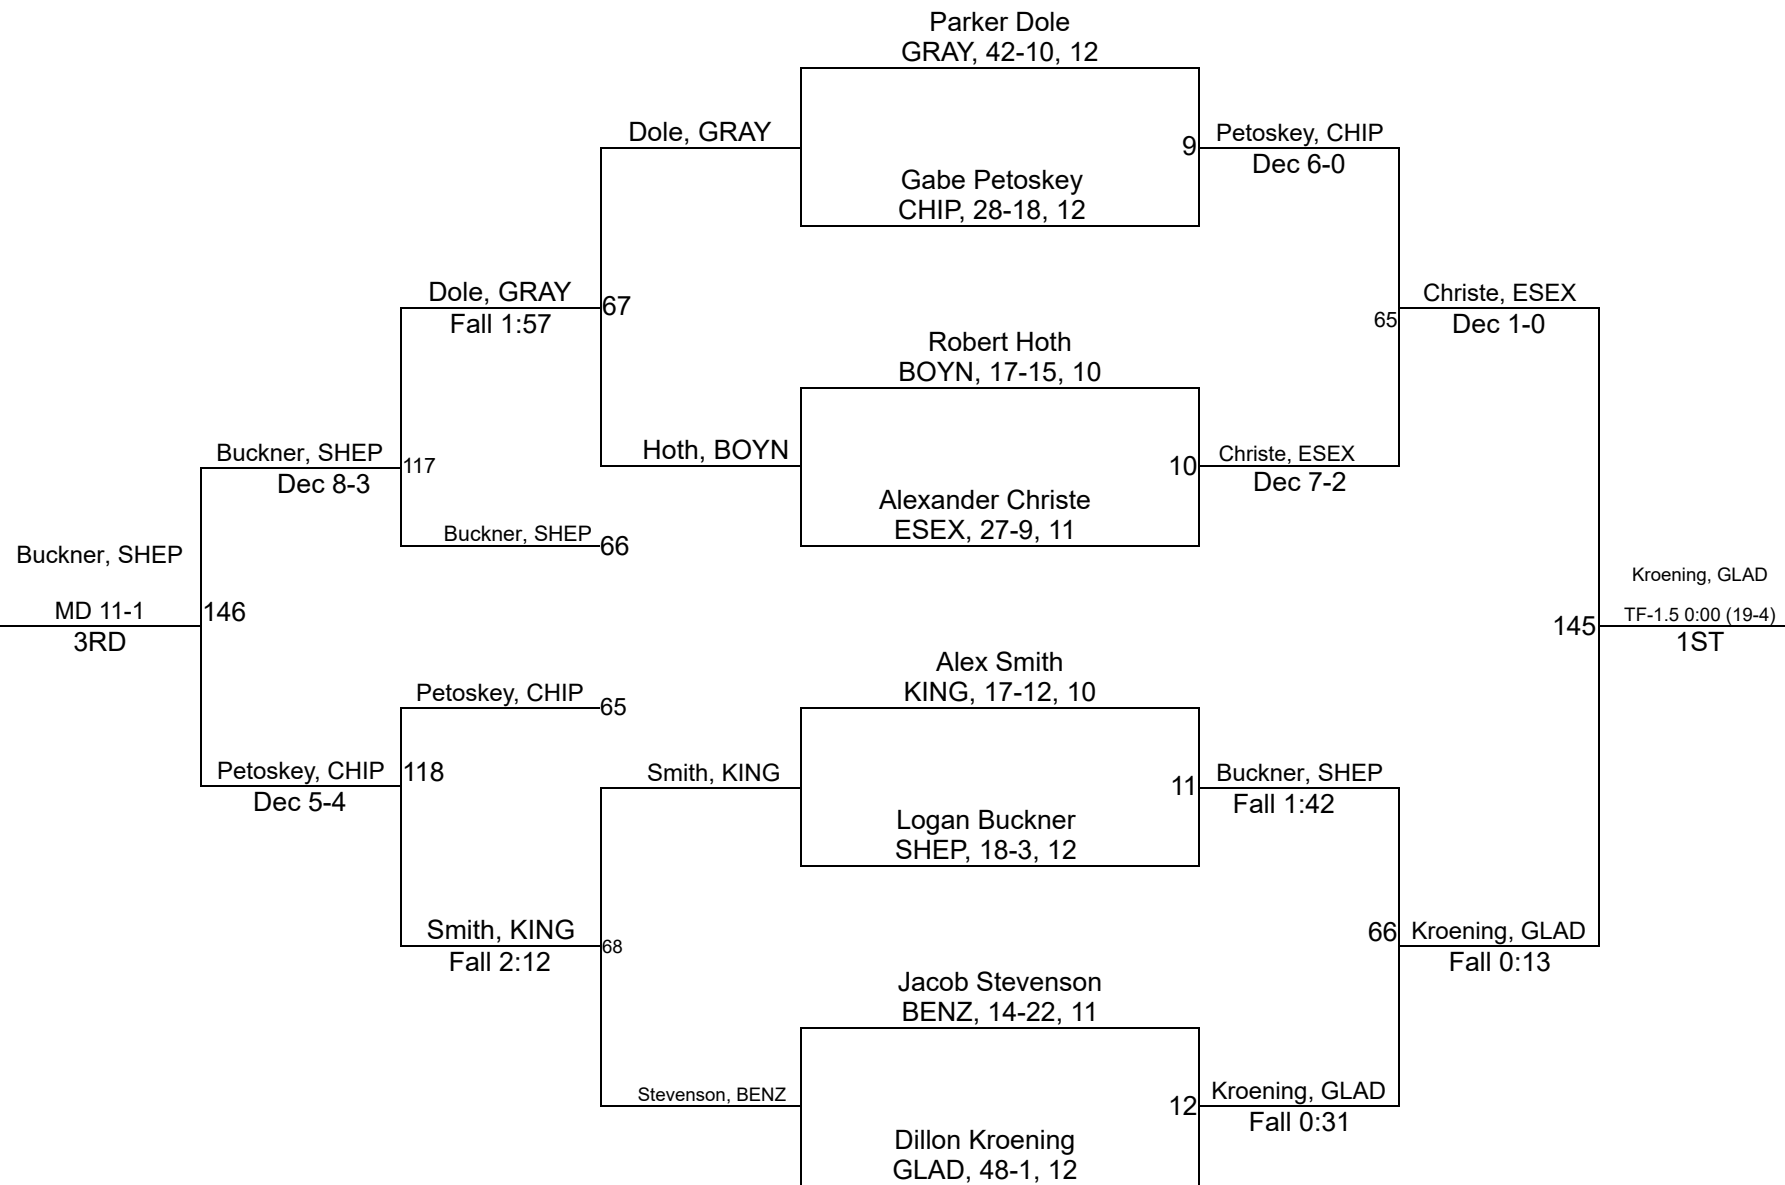 Parker Dole
GRAY, 42-10, 12
Dole, GRAY
9
Petoskey, CHIP
Dec 6-0
Gabe Petoskey
CHIP, 28-18, 12
Dole, GRAY
Fall 1:57
67
65
Christe, ESEX
Dec 1-0
Robert Hoth
BOYN, 17-15, 10
Buckner, SHEP
Dec 8-3
117
Hoth, BOYN
10
Christe, ESEX
Dec 7-2
Alexander Christe
ESEX, 27-9, 11
Buckner, SHEP
66
Buckner, SHEP
MD 11-1
3RD
146
Kroening, GLAD
145
TF-1.5 0:00 (19-4)
1ST
Alex Smith
KING, 17-12, 10
Petoskey, CHIP
65
Petoskey, CHIP
Dec 5-4
118
Smith, KING
11
Buckner, SHEP
Fall 1:42
Logan Buckner
SHEP, 18-3, 12
Smith, KING
Fall 2:12
68
66
Kroening, GLAD
Fall 0:13
Jacob Stevenson
BENZ, 14-22, 11
Stevenson, BENZ
12
Kroening, GLAD
Fall 0:31
Dillon Kroening
GLAD, 48-1, 12